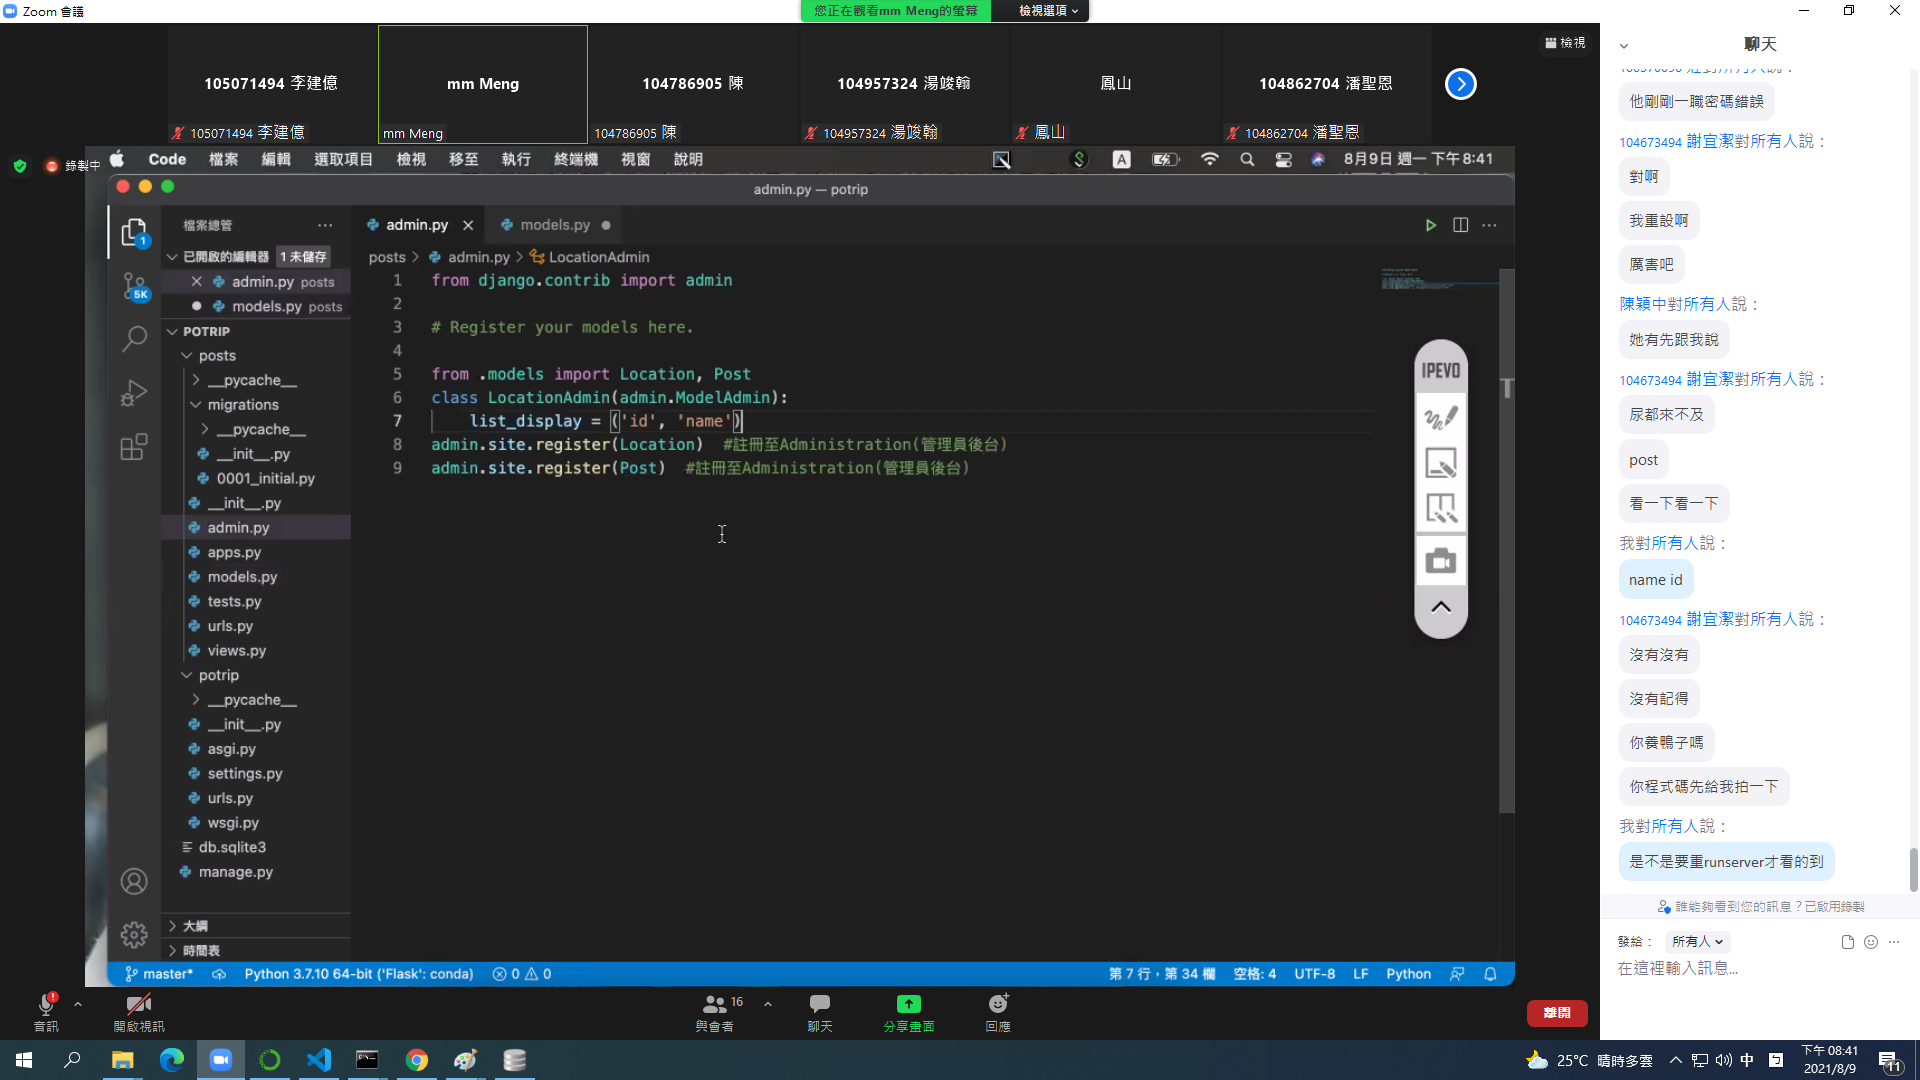 Zoom 會議
您正在觀看mm Meng的螢幕
檢視選項
檢視
105071494 李建億
mm Meng
104786905 陳
104957324 湯竣翰
鳳山
104862704 潘聖恩
105071494 李建億
mm Meng
104786905 陳
104957324 湯竣翰
鳳山
104862704 潘聖恩
錄製中
Code 檔案 編輯 選取項目 檢視 移至 執行 終端機 視窗 說明
A
8月9日 週一 下午8:41
admin.py — potrip
檔案總管
admin.py
models.py
已開啟的編輯器
1 未儲存
admin.py posts
models.py posts
1
5K
POTRIP
posts
__pycache__
migrations
__pycache__
__init__.py
0001_initial.py
__init__.py
admin.py
apps.py
models.py
tests.py
urls.py
views.py
potrip
__pycache__
__init__.py
asgi.py
settings.py
urls.py
wsgi.py
db.sqlite3
manage.py
大綱
時間表
posts > admin.py > LocationAdmin
1 from django.contrib import admin
2
3 # Register your models here.
4
5 from .models import Location, Post
6 class LocationAdmin(admin.ModelAdmin):
7 list_display = ('id', 'name')
8 admin.site.register(Location) #註冊至Administration(管理員後台)
9 admin.site.register(Post) #註冊至Administration(管理員後台)
IPEVO
T
master*
Python 3.7.10 64-bit ('Flask': conda)
0 0
第 7 行,第 34 欄
空格: 4
UTF-8
LF
Python
音訊
開啟視訊
與會者
16
聊天
分享畫面
回應
離開
聊天
他剛剛一職密碼錯誤
104673494 謝宜潔對所有人說:
對啊
我重設啊
厲害吧
陳穎中對所有人說:
她有先跟我說
104673494 謝宜潔對所有人說:
尿都來不及
post
看一下看一下
我對所有人說:
name id
104673494 謝宜潔對所有人說:
沒有沒有
沒有記得
你養鴨子嗎
你程式碼先給我拍一下
我對所有人說:
是不是要重runserver才看的到
誰能夠看到您的訊息?已啟用錄製
發給: 所有人
在這裡輸入訊息...
25°C 晴時多雲
中
下午 08:41
2021/8/9
11